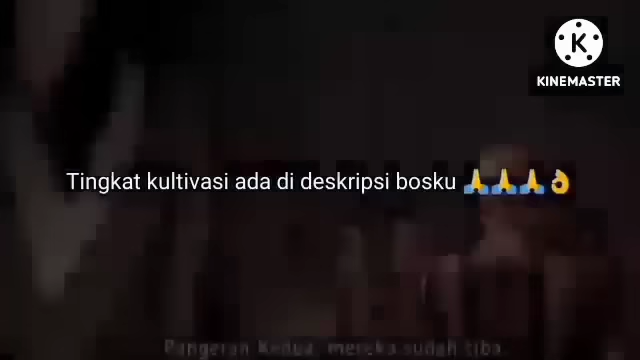 KINEMASTER
Tingkat kultivasi ada di deskripsi bosku 🙏🙏🙏👌
Pangeran Kedua, mereka sudah tiba